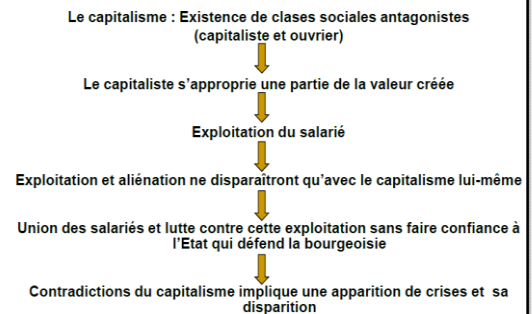 Le capitalisme : Existence de clases sociales antagonistes
(capitaliste et ouvrier)
Le capitaliste s'approprie une partie de la valeur créée
Exploitation du salarié
Exploitation et aliénation ne disparaîtront qu'avec le capitalisme lui-même
Union des salariés et lutte contre cette exploitation sans faire confiance à
l'Etat qui défend la bourgeoisie
Contradictions du capitalisme implique une apparition de crises et sa
disparition